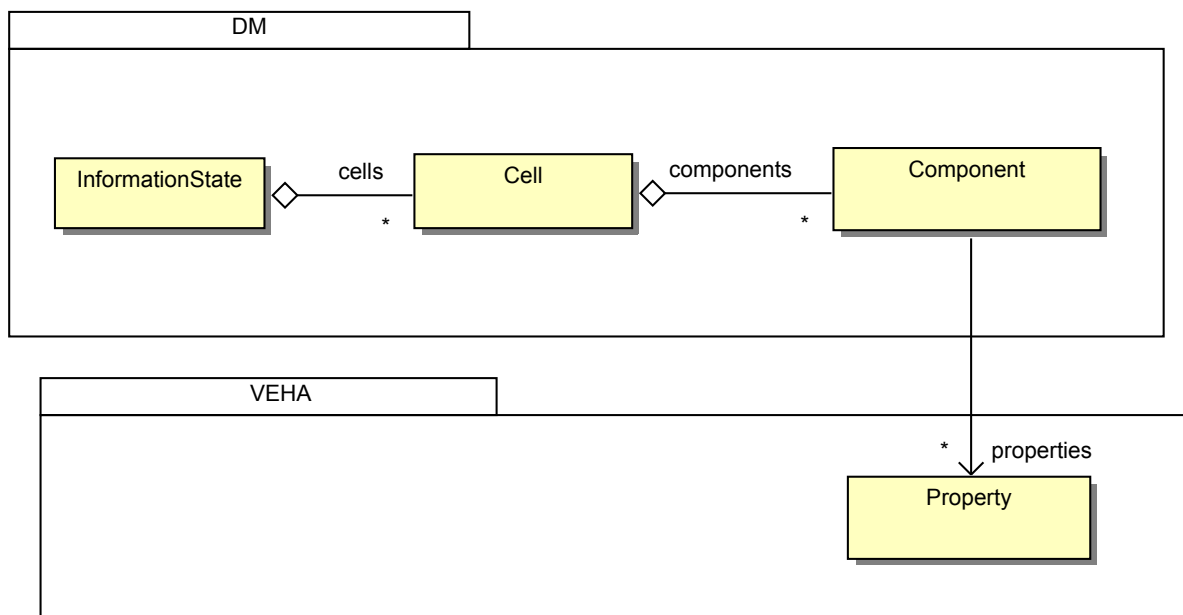 DM
InformationState
cells
*
Cell
components
*
Component
VEHA
*
properties
Property